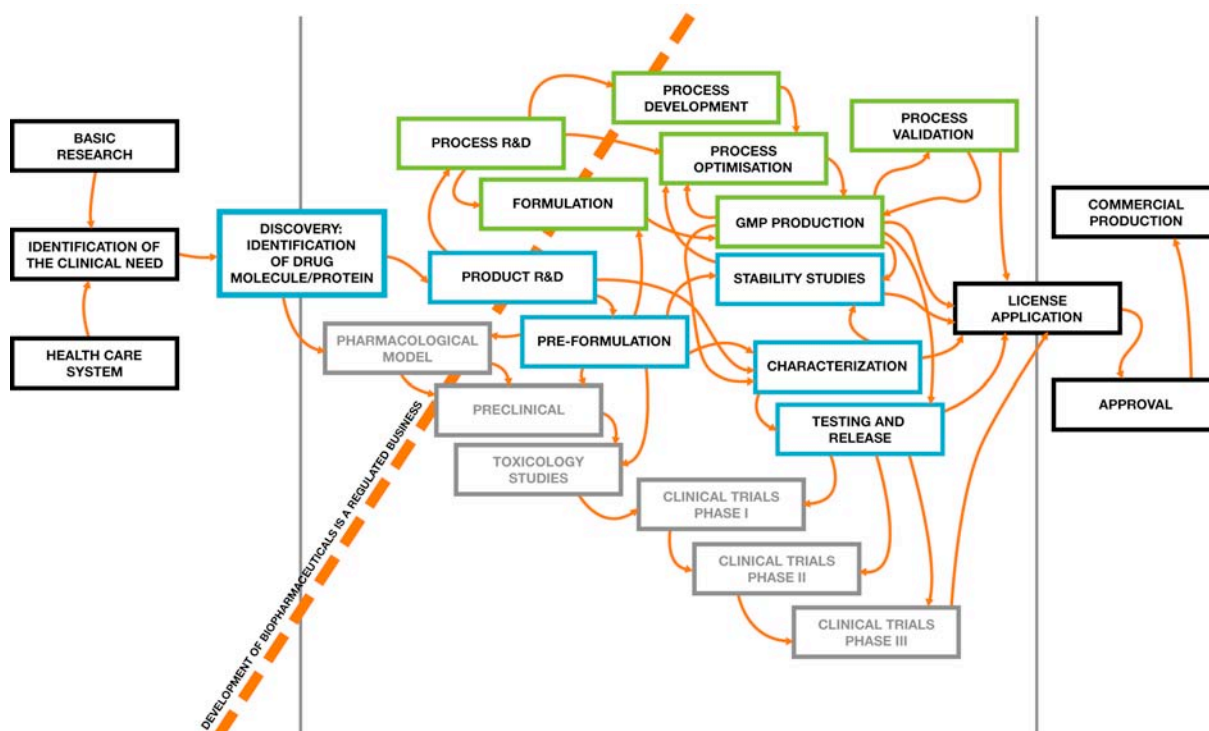 BASIC
RESEARCH
IDENTIFICATION OF
THE CLINICAL NEED
HEALTH CARE
SYSTEM
DISCOVERY:
IDENTIFICATION
OF DRUG
MOLECULE/PROTEIN
PROCESS
DEVELOPMENT
PROCESS R&D
PROCESS
OPTIMISATION
PROCESS
VALIDATION
FORMULATION
GMP PRODUCTION
PRODUCT R&D
STABILITY STUDIES
PHARMACOLOGICAL
MODEL
PRE-FORMULATION
CHARACTERIZATION
PRECLINICAL
TESTING AND
RELEASE
TOXICOLOGY
STUDIES
CLINICAL TRIALS
PHASE I
CLINICAL TRIALS
PHASE II
CLINICAL TRIALS
PHASE III
LICENSE
APPLICATION
COMMERCIAL
PRODUCTION
APPROVAL
DEVELOPMENT OF BIOPHARMACEUTICALS IS A REGULATED BUSINESS